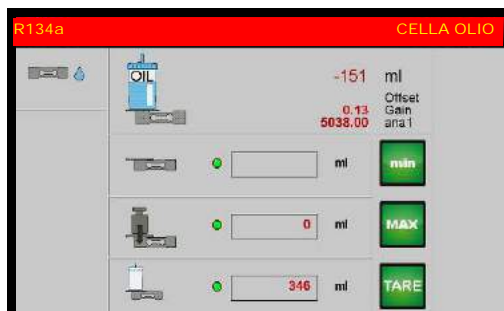 R134a CELLA OLIO
OIL
-151 ml
Offset
0.13 Gain
5038.00 ana1
ml min
0 ml MAX
346 ml TARE